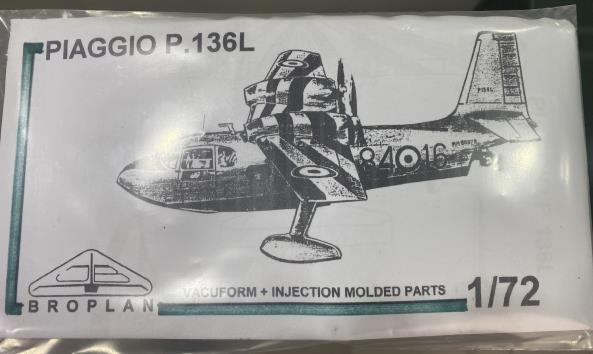 PIAGGIO P.136L
84 16
BROPLAN
VACUFORM + INJECTION MOLDED PARTS
1/72